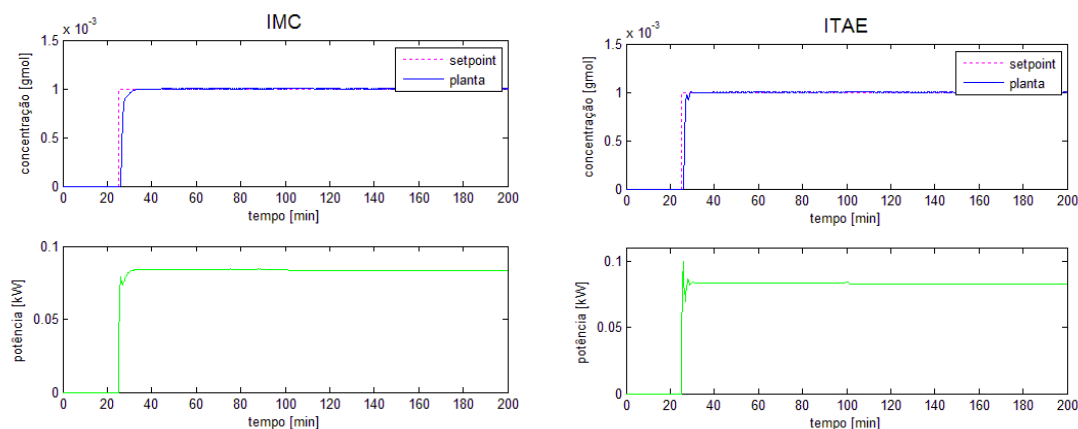 IMC
x 10⁻³
1.5
1
0.5
0
concentração [gmol]
setpoint
planta
0 20 40 60 80 100 120 140 160 180 200
tempo [min]
0.1
0.05
0
potência [kW]
0 20 40 60 80 100 120 140 160 180 200
tempo [min]
ITAE
x 10⁻³
1.5
1
0.5
0
concentração [gmol]
setpoint
planta
0 20 40 60 80 100 120 140 160 180 200
tempo [min]
0.1
0.05
0
potência [kW]
0 20 40 60 80 100 120 140 160 180 200
tempo [min]